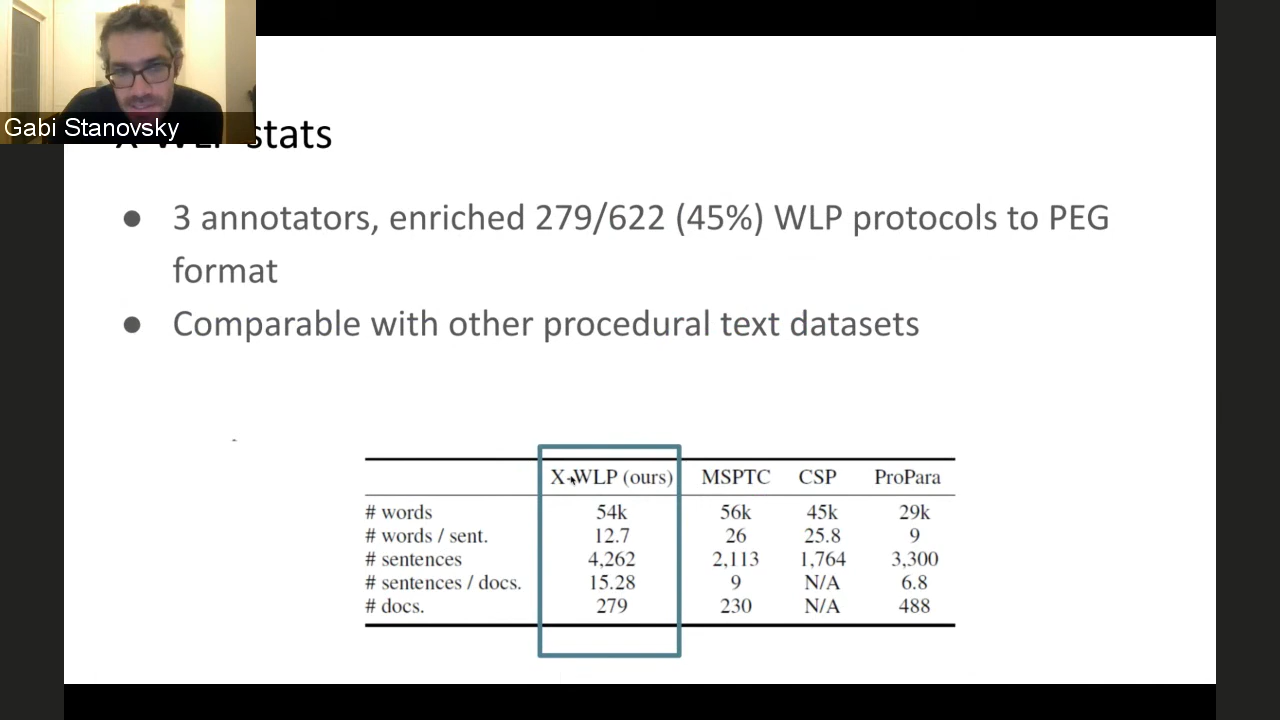 Gabi Stanovsky
X-WLP stats
● 3 annotators, enriched 279/622 (45%) WLP protocols to PEG
format
● Comparable with other procedural text datasets
X-WLP (ours) MSPTC CSP ProPara
# words 54k 56k 45k 29k
# words / sent. 12.7 26 25.8 9
# sentences 4,262 2,113 1,764 3,300
# sentences / docs. 15.28 9 N/A 6.8
# docs. 279 230 N/A 488